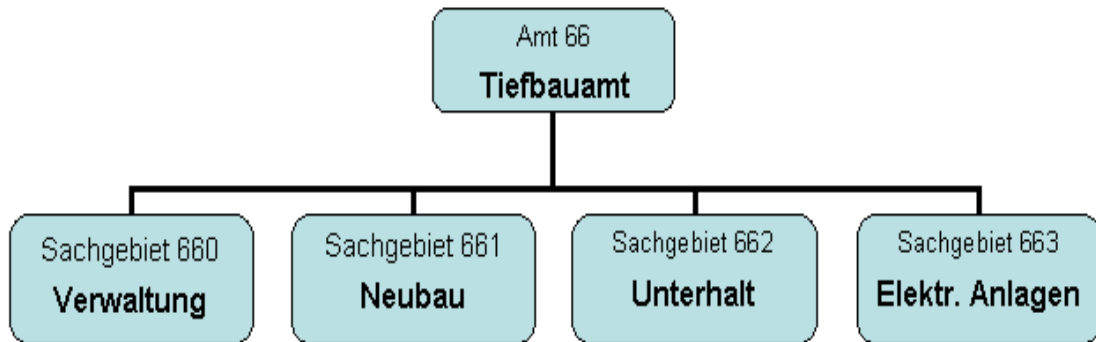 Amt 66
Tiefbauamt
Sachgebiet 660
Verwaltung
Sachgebiet 661
Neubau
Sachgebiet 662
Unterhalt
Sachgebiet 663
Elektr. Anlagen